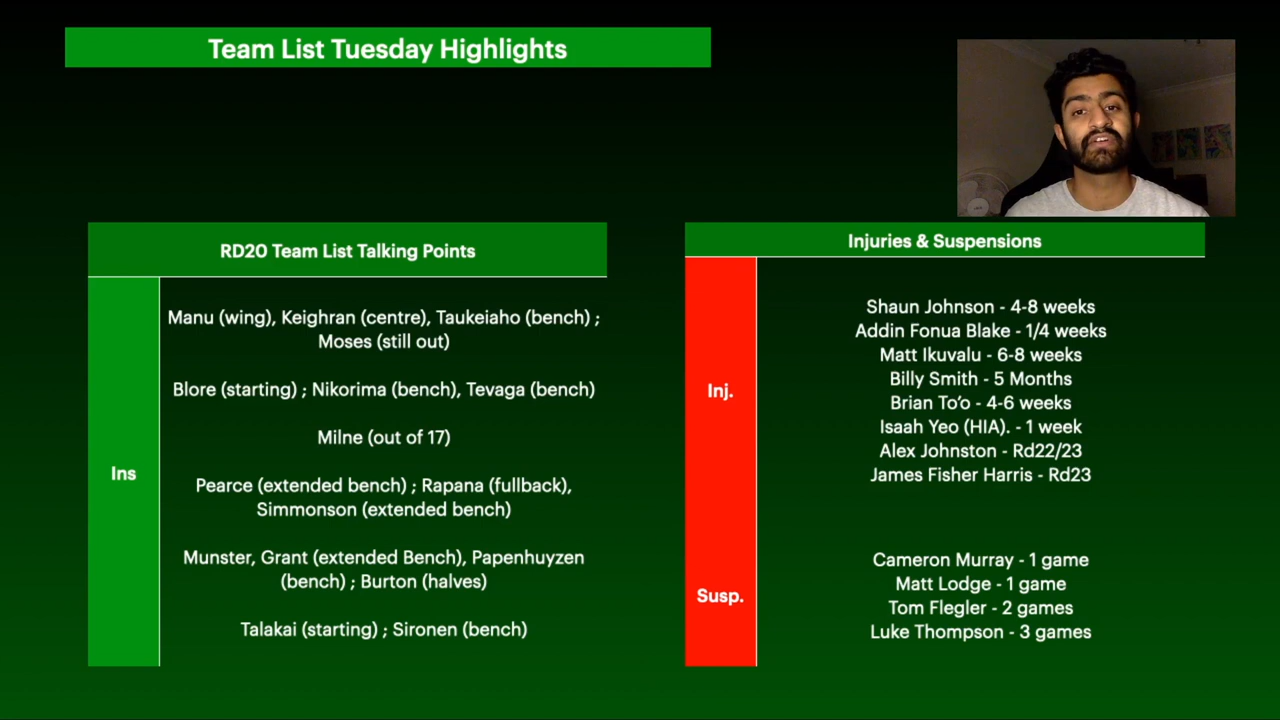 Team List Tuesday Highlights
RD20 Team List Talking Points
Ins
Manu (wing), Keighran (centre), Taukeiaho (bench) ;
Moses (still out)
Blore (starting) ; Nikorima (bench), Tevaga (bench)
Milne (out of 17)
Pearce (extended bench) ; Rapana (fullback),
Simmonson (extended bench)
Munster, Grant (extended Bench), Papenhuyzen
(bench) ; Burton (halves)
Talakai (starting) ; Sironen (bench)
Injuries & Suspensions
Inj.
Shaun Johnson - 4-8 weeks
Addin Fonua Blake - 1/4 weeks
Matt Ikuvalu - 6-8 weeks
Billy Smith - 5 Months
Brian To’o - 4-6 weeks
Isaah Yeo (HIA). - 1 week
Alex Johnston - Rd22/23
James Fisher Harris - Rd23
Susp.
Cameron Murray - 1 game
Matt Lodge - 1 game
Tom Flegler - 2 games
Luke Thompson - 3 games